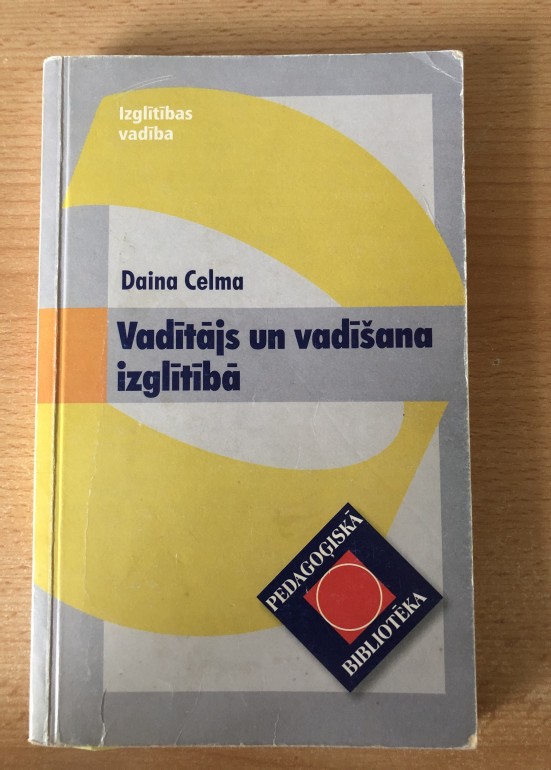 Izglītības
vadība
Daina Celma
Vadītājs un vadīšana
izglītībā
PEDAGOĢISKĀ
BIBLIOTĒKA